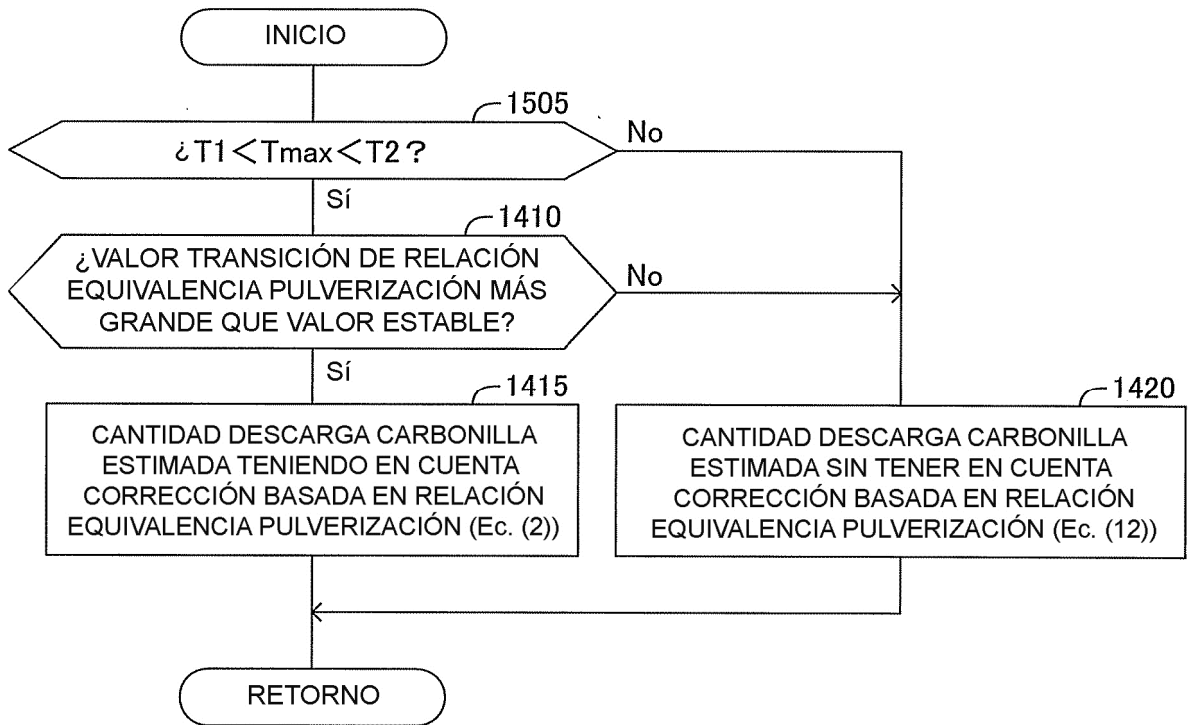 INICIO
1505
¿T1<Tmax<T2?
No
Sí
1410
¿VALOR TRANSICIÓN DE RELACIÓN
EQUIVALENCIA PULVERIZACIÓN MÁS
GRANDE QUE VALOR ESTABLE?
No
Sí
1415
CANTIDAD DESCARGA CARBONILLA
ESTIMADA TENIENDO EN CUENTA
CORRECCIÓN BASADA EN RELACIÓN
EQUIVALENCIA PULVERIZACIÓN (Ec. (2))
1420
CANTIDAD DESCARGA CARBONILLA
ESTIMADA SIN TENER EN CUENTA
CORRECCIÓN BASADA EN RELACIÓN
EQUIVALENCIA PULVERIZACIÓN (Ec. (12))
RETORNO